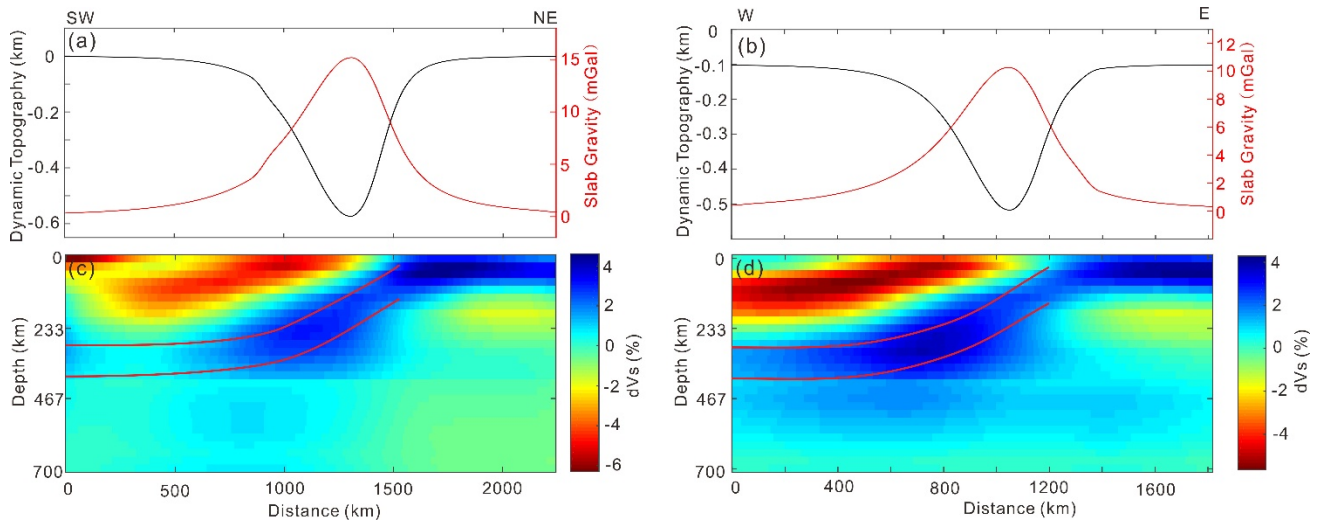 SW NE
(a)
Dynamic Topography (km)
0
-0.2
-0.4
-0.6
15
10
5
0
Slab Gravity (mGal)
W E
(b)
Dynamic Topography (km)
0
-0.1
-0.2
-0.3
-0.4
-0.5
12
10
8
6
4
2
0
Slab Gravity (mGal)
(c)
Depth (km)
0
233
467
700
0 500 1000 1500 2000
Distance (km)
4
2
0
-2
-4
-6
dVs (%)
(d)
Depth (km)
0
233
467
700
0 400 800 1200 1600
Distance (km)
4
2
0
-2
-4
dVs (%)